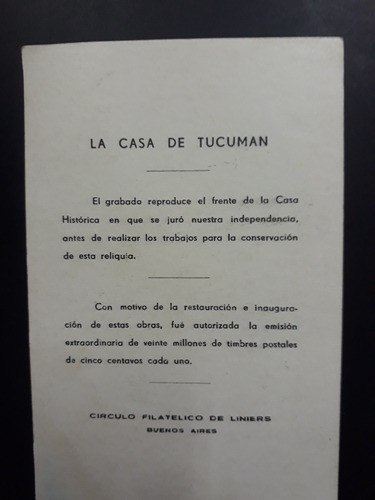 LA CASA DE TUCUMAN
El grabado reproduce el frente de la Casa
Histórica en que se juró nuestra independencia,
antes de realizar los trabajos para la conservación
de esta reliquia.
Con motivo de la restauración e inaugura-
ción de estas obras, fué autorizada la emisión
extraordinaria de veinte millones de timbres postales
de cinco centavos cada uno.
CIRCULO FILATELICO DE LINIERS
BUENOS AIRES